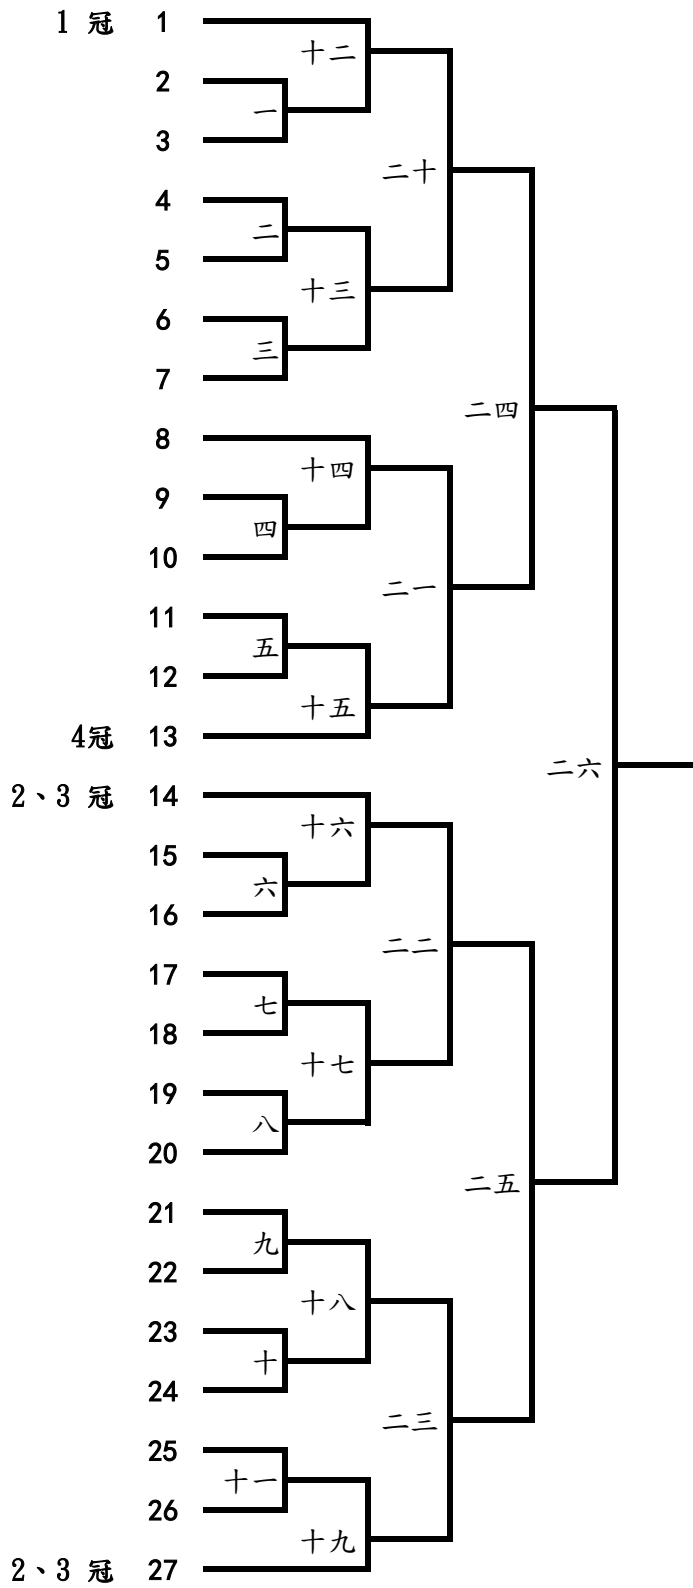 1 冠 1
十二
2
一
3
二十
4
二
5
十三
6
三
7
二四
8
十四
9
四
10
二一
11
五
12
十五
4冠 13
二六
2、3 冠 14
十六
15
六
16
二二
17
七
18
十七
19
八
20
二五
21
九
22
十八
23
十
24
二三
25
十一
26
十九
2、3 冠 27